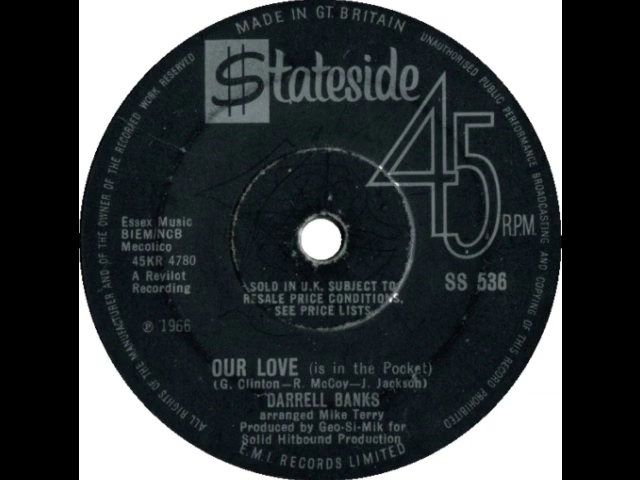 MADE IN GT. BRITAIN
UNAUTHORISED PUBLIC PERFORMANCE BROADCASTING AND COPYING OF THIS RECORD PROHIBITED
ALL RIGHTS OF THE MANUFACTURER AND OF THE OWNER OF THE RECORDED WORK RESERVED
$tateside
45 RPM
Essex Music
BIEM/NCB
Mecolico
45KR 4780
A Revilot
Recording
℗ 1966
SS 536
SOLD IN U.K. SUBJECT TO
RESALE PRICE CONDITIONS,
SEE PRICE LISTS
OUR LOVE (is in the Pocket)
(G. Clinton—R. McCoy—J. Jackson)
DARRELL BANKS
arranged Mike Terry
Produced by Geo-Si-Mik for
Solid Hitbound Production
E.M.I. RECORDS LIMITED